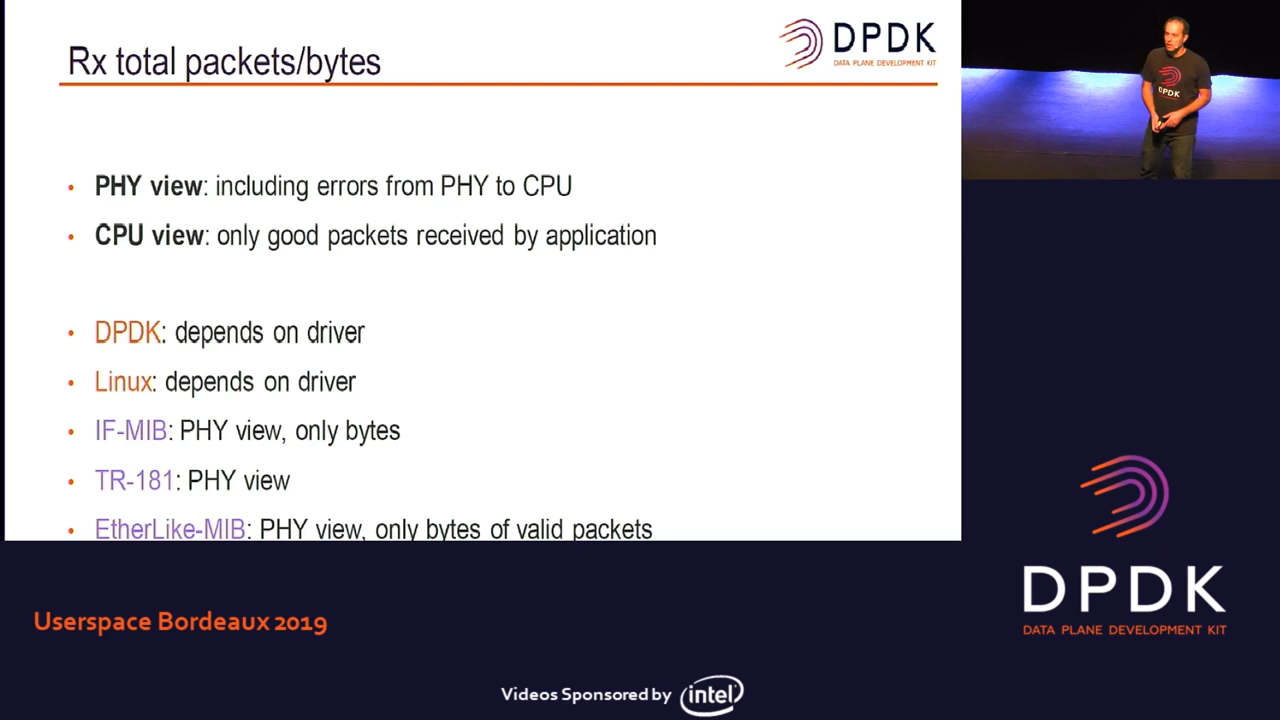 Rx total packets/bytes
DPDK
DATA PLANE DEVELOPMENT KIT
• PHY view: including errors from PHY to CPU
• CPU view: only good packets received by application
• DPDK: depends on driver
• Linux: depends on driver
• IF-MIB: PHY view, only bytes
• TR-181: PHY view
• EtherLike-MIB: PHY view, only bytes of valid packets
DPDK
DPDK
DATA PLANE DEVELOPMENT KIT
Userspace Bordeaux 2019
Videos Sponsored by intel